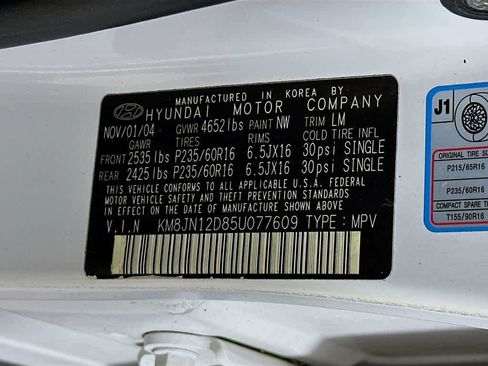 MANUFACTURED IN KOREA BY
HYUNDAI MOTOR COMPANY
NOV/01/04 GVWR 4652lbs PAINT NW TRIM LM
GAWR TIRES RIMS COLD TIRE INFL
FRONT 2535 lbs P235/60R16 6.5JX16 30psi SINGLE
REAR 2425 lbs P235/60R16 6.5JX16 30psi SINGLE
THIS VEHICLE CONFORMS TO ALL APPLICABLE U.S.A. FEDERAL
MOTOR VEHICLE SAFETY AND THEFT PREVENTION STANDARDS
IN EFFECT ON THE DATE OF MANUFACTURE SHOWN ABOVE.
V.I.N KM8JN12D85U077609 TYPE: MPV
J1
ORIGINAL TIRE
P215/65R16
P235/60R16
COMPACT SPARE TI
T155/90R16